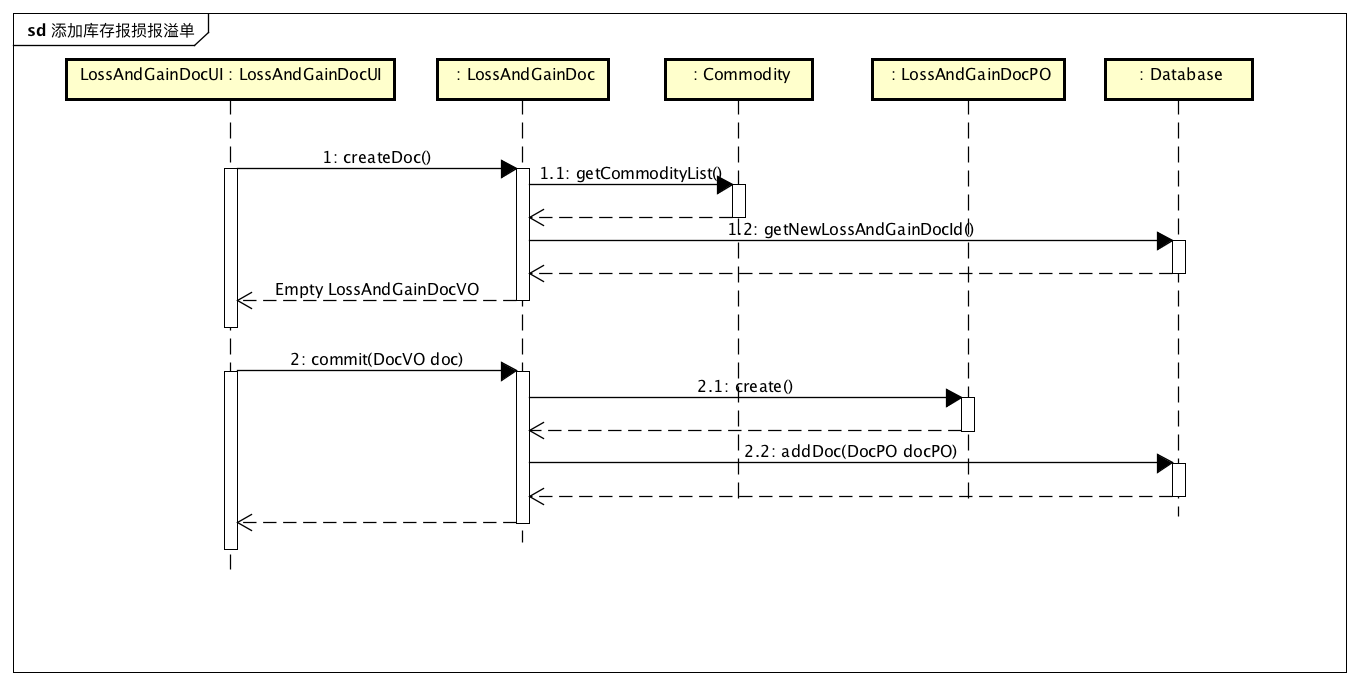 sd 添加库存报损报溢单
LossAndGainDocUI : LossAndGainDocUI
: LossAndGainDoc
: Commodity
: LossAndGainDocPO
: Database
1: createDoc()
1.1: getCommodityList()
1.2: getNewLossAndGainDocId()
Empty LossAndGainDocVO
2: commit(DocVO doc)
2.1: create()
2.2: addDoc(DocPO docPO)